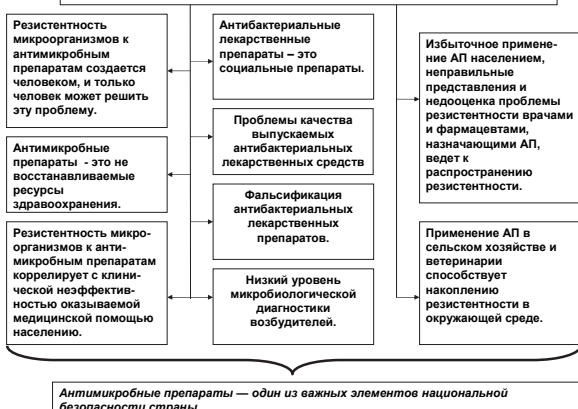 Резистентность
микроорганизмов к
антимикробным
препаратам создается
человеком, и только
человек может решить
эту проблему.
Антимикробные
препараты - это не
восстанавливаемые
ресурсы
здравоохранения.
Резистентность микро-
организмов к анти-
микробным препаратам
коррелирует с клини-
ческой неэффектив-
ностью оказываемой
медицинской помощью
населению.
Антибактериальные
лекарственные
препараты – это
социальные препараты.
Проблемы качества
выпускаемых
антибактериальных
лекарственных средств
Фальсификация
антибактериальных
лекарственных
препаратов.
Низкий уровень
микробиологической
диагностики
возбудителей.
Избыточное примене-
ние АП населением,
неправильные
представления и
недооценка проблемы
резистентности врачами
и фармацевтами,
назначающими АП,
ведет к
распространению
резистентности.
Применение АП в
сельском хозяйстве и
ветеринарии
способствует
накоплению
резистентности в
окружающей среде.
Антимикробные препараты — один из важных элементов национальной
безопасности страны